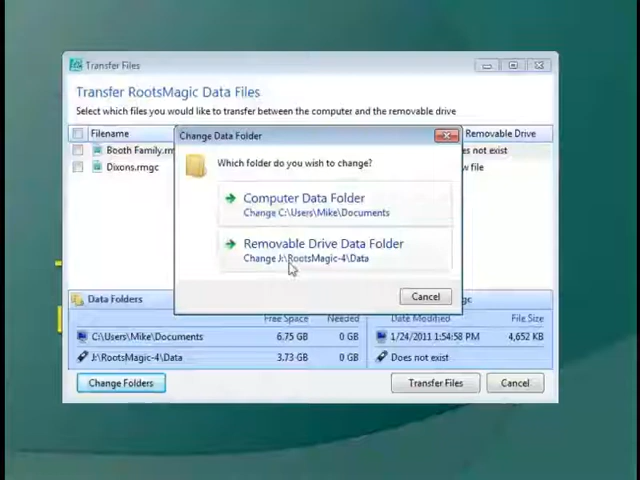 Transfer Files
Transfer RootsMagic Data Files
Select which files you would like to transfer between the computer and the removable drive
Filename
Removable Drive
Booth Family.rm
es not exist
Dixons.rmgc
w file
Change Data Folder
Which folder do you wish to change?
Computer Data Folder
Change C:\Users\Mike\Documents
Removable Drive Data Folder
Change J:\RootsMagic-4\Data
Cancel
Data Folders
gc
Free Space
Needed
Date Modified
File Size
C:\Users\Mike\Documents
6.75 GB
0 GB
1/24/2011 1:54:58 PM
4,652 KB
J:\RootsMagic-4\Data
3.73 GB
0 GB
Does not exist
Change Folders
Transfer Files
Cancel